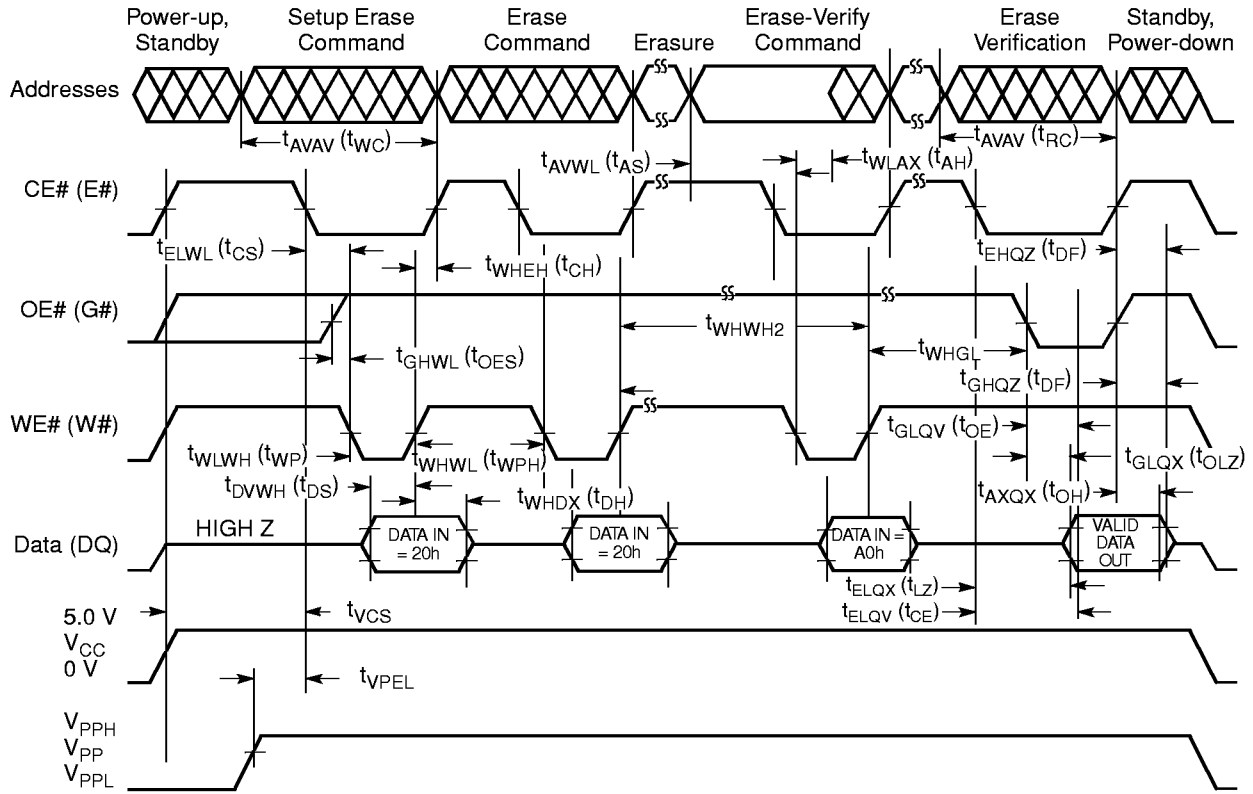 Power-up,
Standby
Setup Erase
Command
Erase
Command
Erasure
Erase-Verify
Command
Erase
Verification
Standby,
Power-down
Addresses
tAVAV (tWC)
tAVAV (tRC)
tAVWL (tAS)
tWLAX (tAH)
CE# (E#)
tELWL (tCS)
tWHEH (tCH)
tEHQZ (tDF)
OE# (G#)
tWHWH2
tGHWL (tOES)
tWHGL
tGHQZ (tDF)
WE# (W#)
tGLQV (tOE)
tWLWH (tWP)
tWHWL (tWPH)
tGLQX (tOLZ)
tDVWH (tDS)
tWHDX (tDH)
tAXQX (tOH)
Data (DQ)
HIGH Z
DATA IN
= 20h
DATA IN
= 20h
DATA IN =
A0h
VALID
DATA
OUT
tELQX (tLZ)
tELQV (tCE)
5.0 V
VCC
0 V
tVCS
tVPEL
VPPH
VPP
VPPL